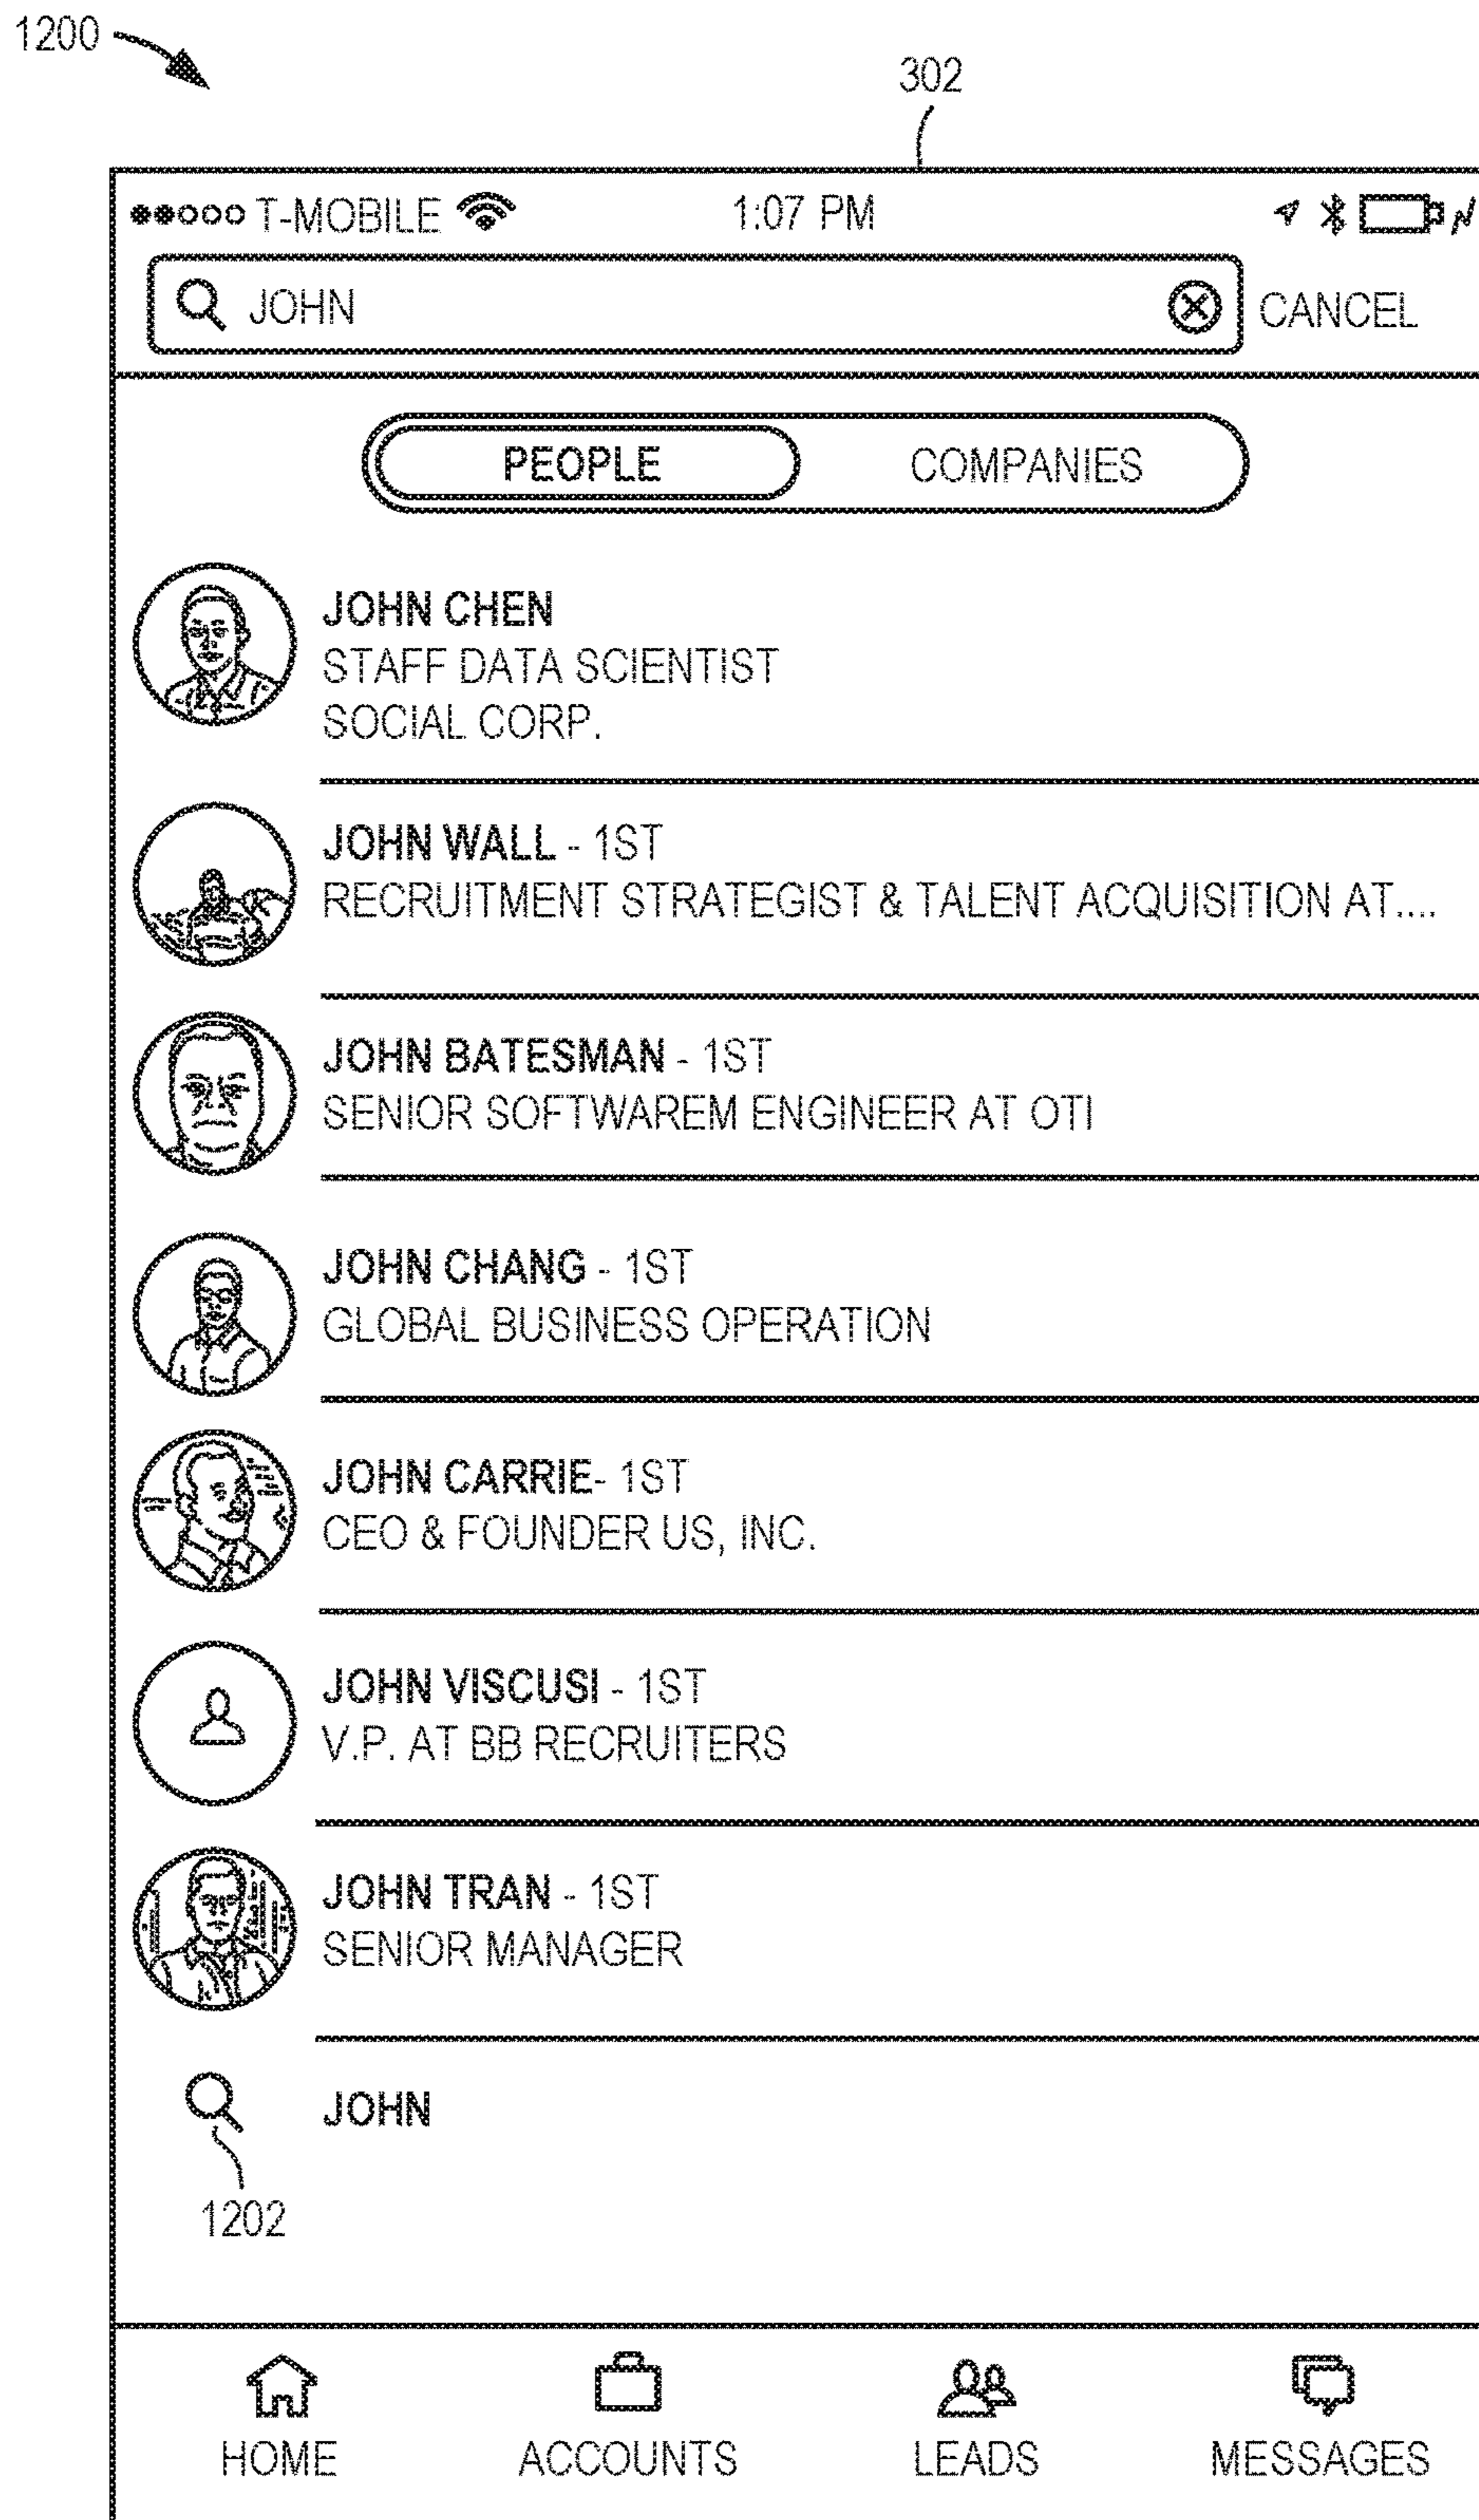 1200
302
T-MOBILE 1:07 PM
JOHN CANCEL
PEOPLE COMPANIES
JOHN CHEN
STAFF DATA SCIENTIST
SOCIAL CORP.
JOHN WALL - 1ST
RECRUITMENT STRATEGIST & TALENT ACQUISITION AT....
JOHN BATESMAN - 1ST
SENIOR SOFTWAREM ENGINEER AT OTI
JOHN CHANG - 1ST
GLOBAL BUSINESS OPERATION
JOHN CARRIE- 1ST
CEO & FOUNDER US, INC.
JOHN VISCUSI - 1ST
V.P. AT BB RECRUITERS
JOHN TRAN - 1ST
SENIOR MANAGER
JOHN
1202
HOME ACCOUNTS LEADS MESSAGES